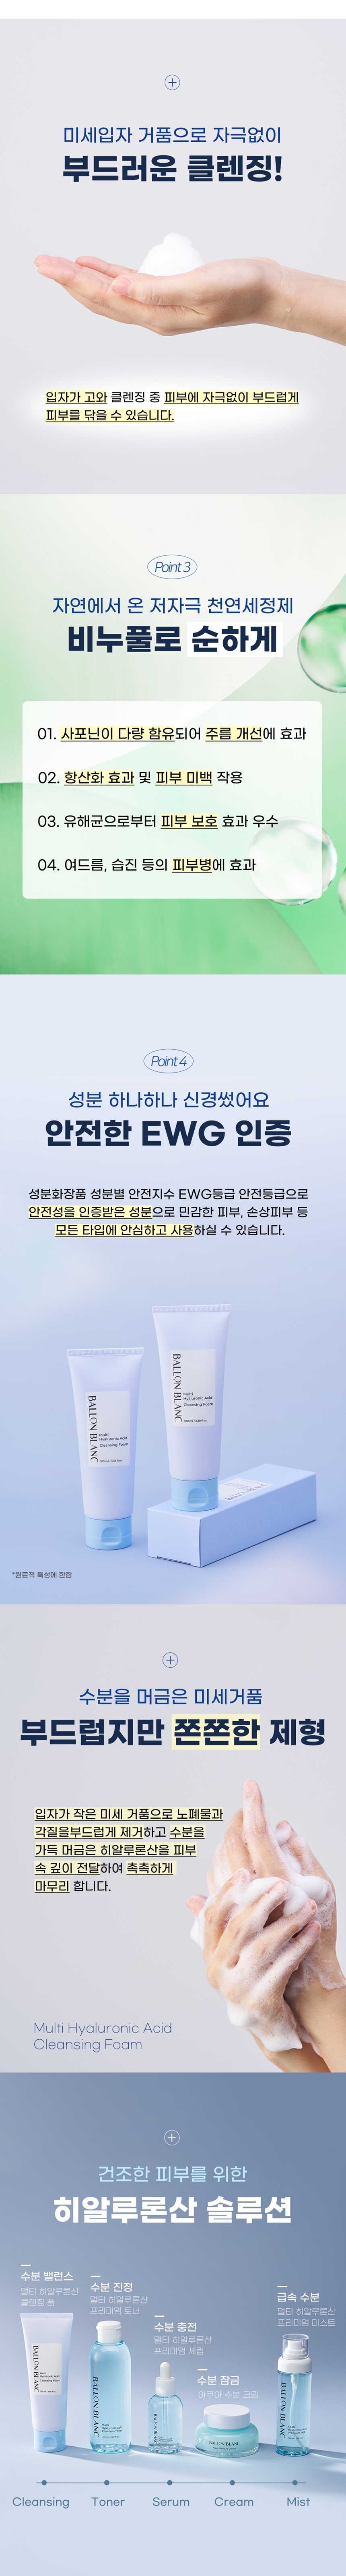 미세입자 거품으로 자극없이
부드러운 클렌징!
입자가 고와 클렌징 중 피부에 자극없이 부드럽게
피부를 닦을 수 있습니다.
Point 3
자연에서 온 저자극 천연세정제
비누풀로 순하게
01. 사포닌이 다량 함유되어 주름 개선에 효과
02. 항산화 효과 및 피부 미백 작용
03. 유해균으로부터 피부 보호 효과 우수
04. 여드름, 습진 등의 피부병에 효과
Point 4
성분 하나하나 신경썼어요
안전한 EWG 인증
성분화장품 성분별 안전지수 EWG등급 안전등급으로
안전성을 인증받은 성분으로 민감한 피부, 손상피부 등
모든 타입에 안심하고 사용하실 수 있습니다.
BALLON BLANC
Multi
Hyaluronic Acid
Cleansing Foam
BALLON BLANC
Multi
Hyaluronic Acid
Cleansing Foam
*원료적 특성에 한함
수분을 머금은 미세거품
부드럽지만 쫀쫀한 제형
입자가 작은 미세 거품으로 노폐물과
각질을부드럽게 제거하고 수분을
가득 머금은 히알루론산을 피부
속 깊이 전달하여 촉촉하게
마무리 합니다.
Multi Hyaluronic Acid
Cleansing Foam
건조한 피부를 위한
히알루론산 솔루션
수분 밸런스
멀티 히알루론산
클렌징 폼
수분 진정
멀티 히알루론산
프리미엄 토너
수분 충전
멀티 히알루론산
프리미엄 세럼
수분 잠금
아쿠아 수분 크림
급속 수분
멀티 히알루론산
프리미엄 미스트
BALLON BLANC
BALLON BLANC
BALLON BLANC
BALLON BLANC
BALLON BLANC
Cleansing
Toner
Serum
Cream
Mist